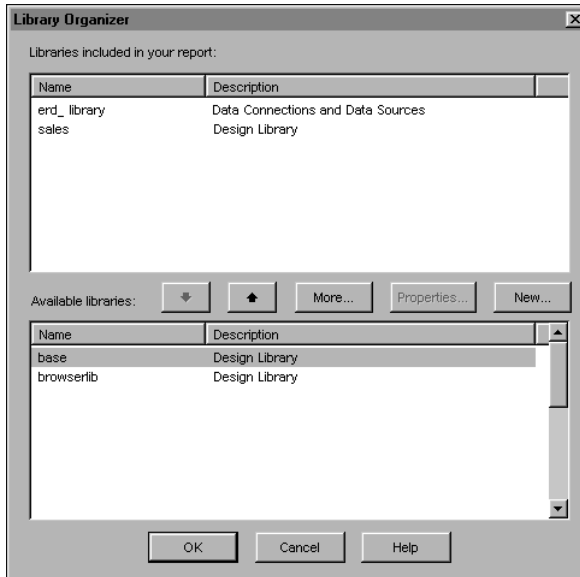 Library Organizer
Libraries included in your report:
Name Description
erd_ library Data Connections and Data Sources
sales Design Library
Available libraries: More... Properties... New...
Name Description
base Design Library
browserlib Design Library
OK Cancel Help